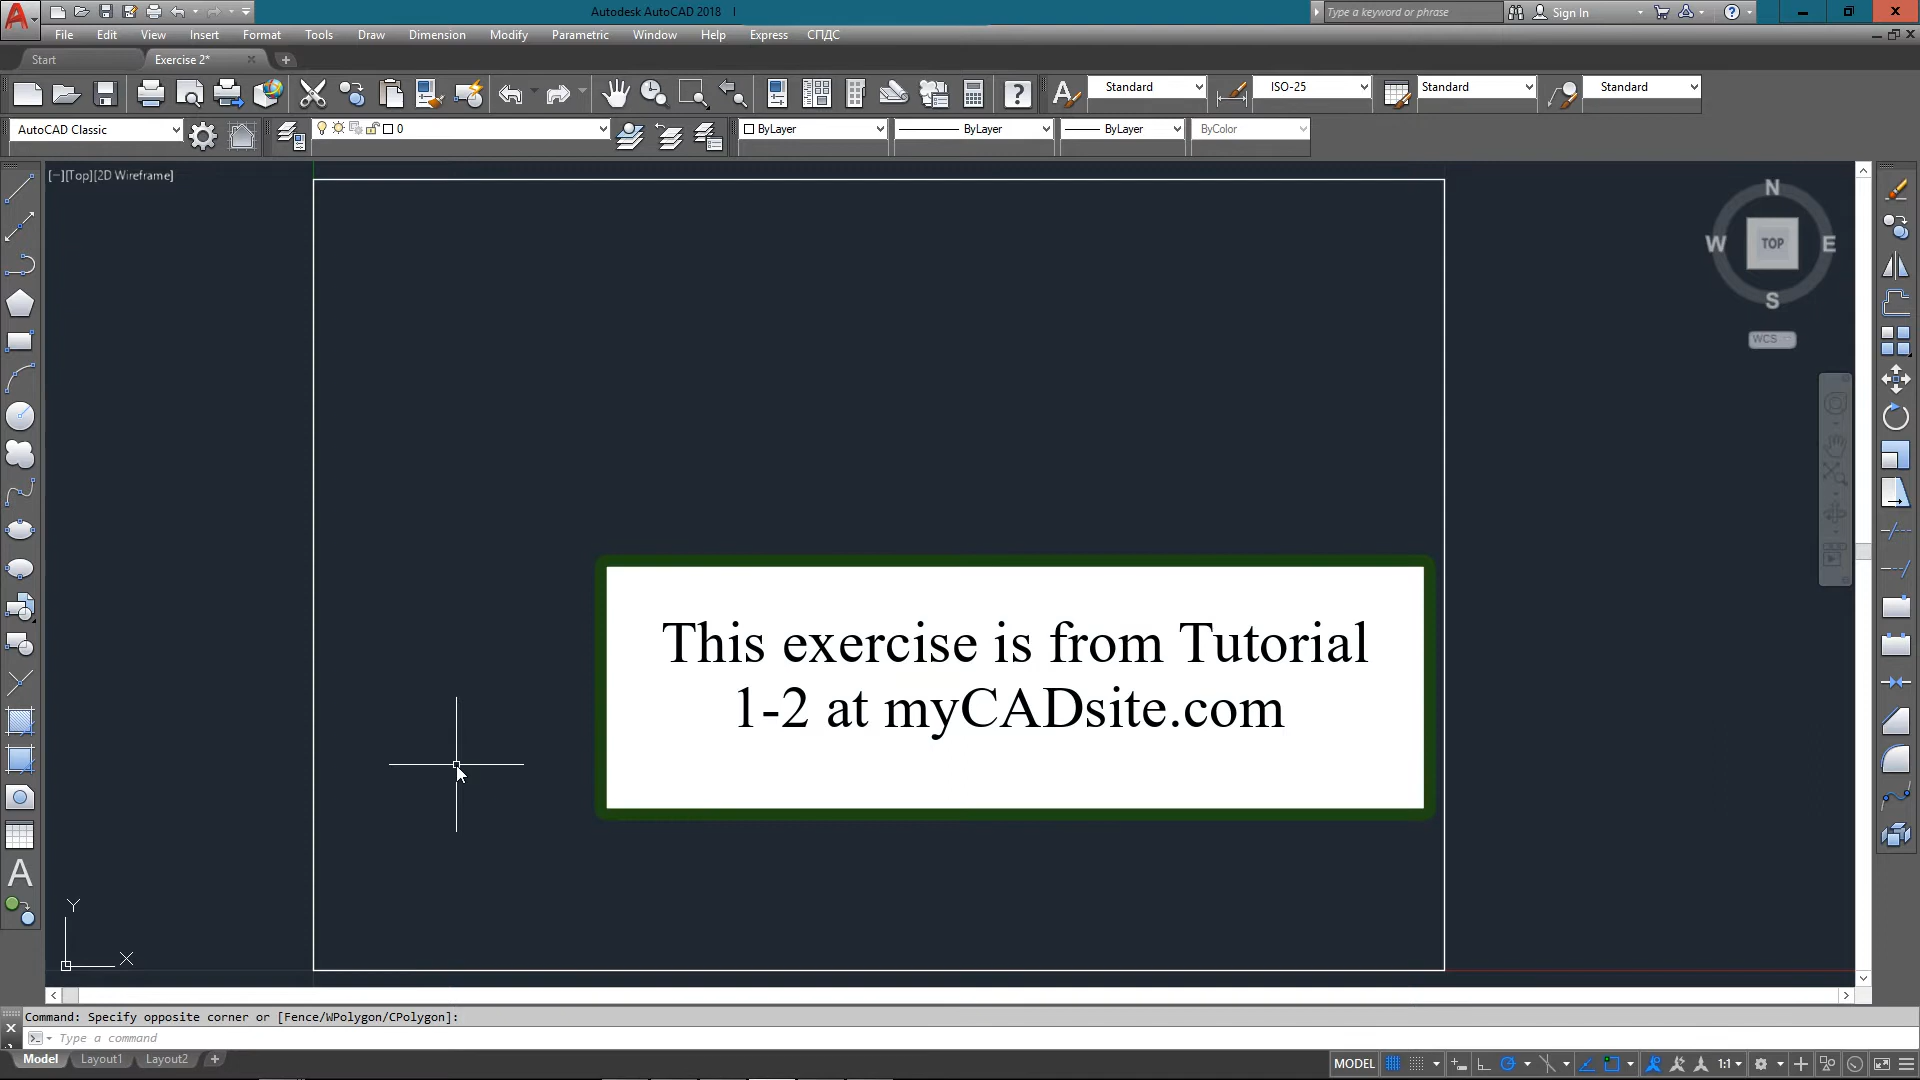 Autodesk AutoCAD 2018
Type a keyword or phrase
Sign In
File Edit View Insert Format Tools Draw Dimension Modify Parametric Window Help Express СПДС
Start Exercise 2*
Standard ISO-25 Standard Standard
AutoCAD Classic 0 ByLayer ByLayer ByLayer ByColor
[−][Top][2D Wireframe]
N
W TOP E
S
WCS
This exercise is from Tutorial
1-2 at myCADsite.com
Y
X
Command: Specify opposite corner or [Fence/WPolygon/CPolygon]:
Type a command
Model Layout1 Layout2 MODEL 1:1